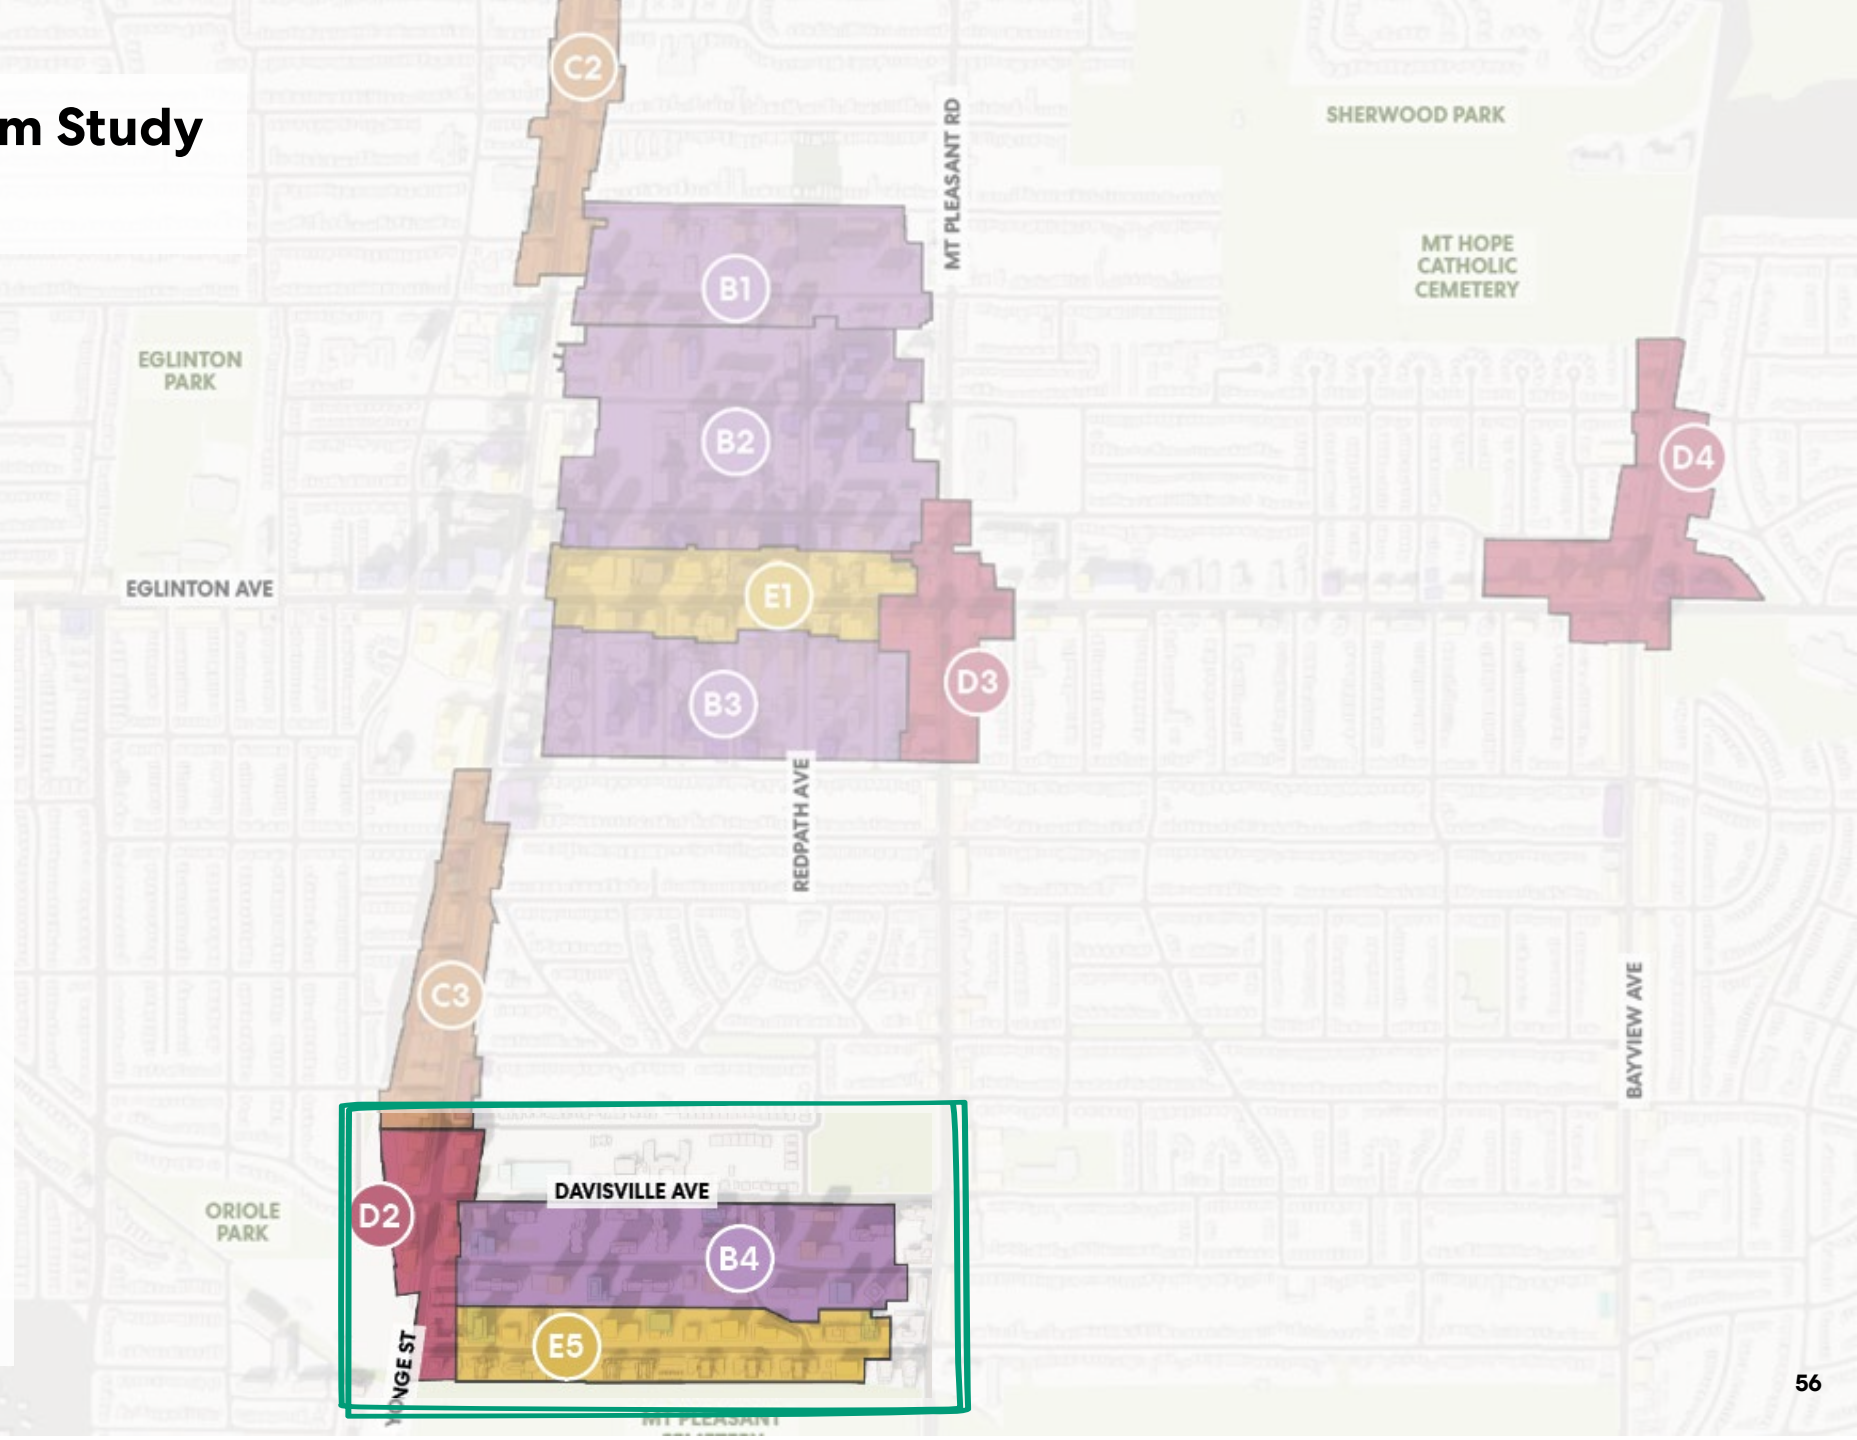 C2
m Study
MT PLEASANT RD
SHERWOOD PARK
MT HOPE
CATHOLIC
CEMETERY
B1
EGLINTON
PARK
B2
D4
EGLINTON AVE
E1
B3
D3
REDPATH AVE
C3
BAYVIEW AVE
DAVISVILLE AVE
D2
ORIOLE
PARK
B4
E5
YONGE ST
56
MT PLEASANT
CEMETERY